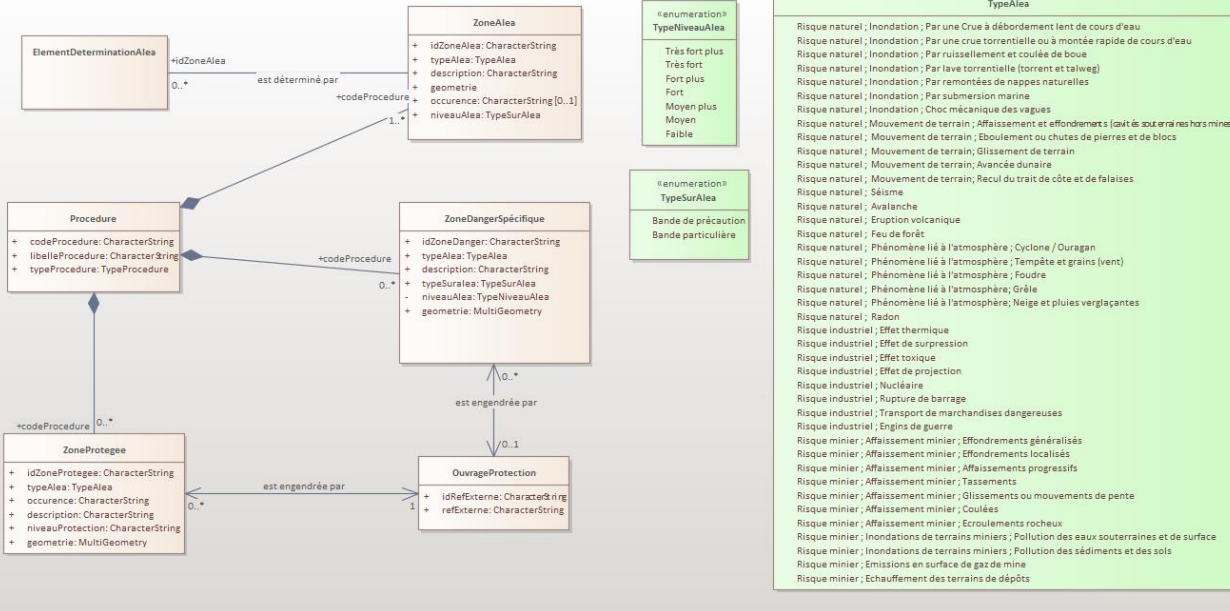 ElementDeterminationAlea
+idZoneAlea
0..*
est déterminé par
ZoneAlea
+ idZoneAlea: CharacterString
+ typeAlea: TypeAlea
+ description: CharacterString
+ geometrie
+ occurence: CharacterString [0..1]
+ niveauAlea: TypeSurAlea
+codeProcedure
1..*
Procedure
+ codeProcedure: CharacterString
+ libelleProcedure: CharacterString
+ typeProcedure: TypeProcedure
+codeProcedure
0..*
ZoneDangerSpécifique
+ idZoneDanger: CharacterString
+ typeAlea: TypeAlea
+ description: CharacterString
+ typeSuralea: TypeSurAlea
- niveauAlea: TypeNiveauAlea
+ geometrie: MultiGeometry
0..*
est engendrée par
0..1
+codeProcedure
0..*
ZoneProtegee
+ idZoneProtegee: CharacterString
+ typeAlea: TypeAlea
+ occurence: CharacterString
+ description: CharacterString
+ niveauProtection: CharacterString
+ geometrie: MultiGeometry
est engendrée par
0..*
1
OuvrageProtection
+ idRefExterne: CharacterString
+ refExterne: CharacterString
«enumeration»
TypeNiveauAlea
Très fort plus
Très fort
Fort plus
Fort
Moyen plus
Moyen
Faible
«enumeration»
TypeSurAlea
Bande de précaution
Bande particulière
TypeAlea
Risque naturel ; Inondation ; Par une Crue à débordement lent de cours d'eau
Risque naturel ; Inondation ; Par une crue torrentielle ou à montée rapide de cours d'eau
Risque naturel ; Inondation ; Par ruissellement et coulée de boue
Risque naturel ; Inondation ; Par lave torrentielle (torrent et talweg)
Risque naturel ; Inondation ; Par remontées de nappes naturelles
Risque naturel ; Inondation ; Par submersion marine
Risque naturel ; Inondation ; Choc mécanique des vagues
Risque naturel ; Mouvement de terrain ; Affaissement et effondrements (cavités souterraines hors mines
Risque naturel ; Mouvement de terrain ; Eboulement ou chutes de pierres et de blocs
Risque naturel ; Mouvement de terrain; Glissement de terrain
Risque naturel ; Mouvement de terrain; Avancée dunaire
Risque naturel ; Mouvement de terrain; Recul du trait de côte et de falaises
Risque naturel ; Séisme
Risque naturel ; Avalanche
Risque naturel ; Eruption volcanique
Risque naturel ; Feu de forêt
Risque naturel ; Phénomène lié à l'atmosphère ; Cyclone / Ouragan
Risque naturel ; Phénomène lié à l'atmosphère ; Tempête et grains (vent)
Risque naturel ; Phénomène lié à l'atmosphère ; Foudre
Risque naturel ; Phénomène lié à l'atmosphère; Grêle
Risque naturel ; Phénomène lié à l'atmosphère; Neige et pluies verglaçantes
Risque naturel ; Radon
Risque industriel ; Effet thermique
Risque industriel ; Effet de surpression
Risque industriel ; Effet toxique
Risque industriel ; Effet de projection
Risque industriel ; Nucléaire
Risque industriel ; Rupture de barrage
Risque industriel ; Transport de marchandises dangereuses
Risque industriel ; Engins de guerre
Risque minier ; Affaissement minier ; Effondrements généralisés
Risque minier ; Affaissement minier ; Effondrements localisés
Risque minier ; Affaissement minier ; Affaissements progressifs
Risque minier ; Affaissement minier ; Tassements
Risque minier ; Affaissement minier ; Glissements ou mouvements de pente
Risque minier ; Affaissement minier ; Coulées
Risque minier ; Affaissement minier ; Ecroulements rocheux
Risque minier ; Inondations de terrains miniers ; Pollution des eaux souterraines et de surface
Risque minier ; Inondations de terrains miniers ; Pollution des sédiments et des sols
Risque minier ; Emissions en surface de gaz de mine
Risque minier ; Echauffement des terrains de dépôts